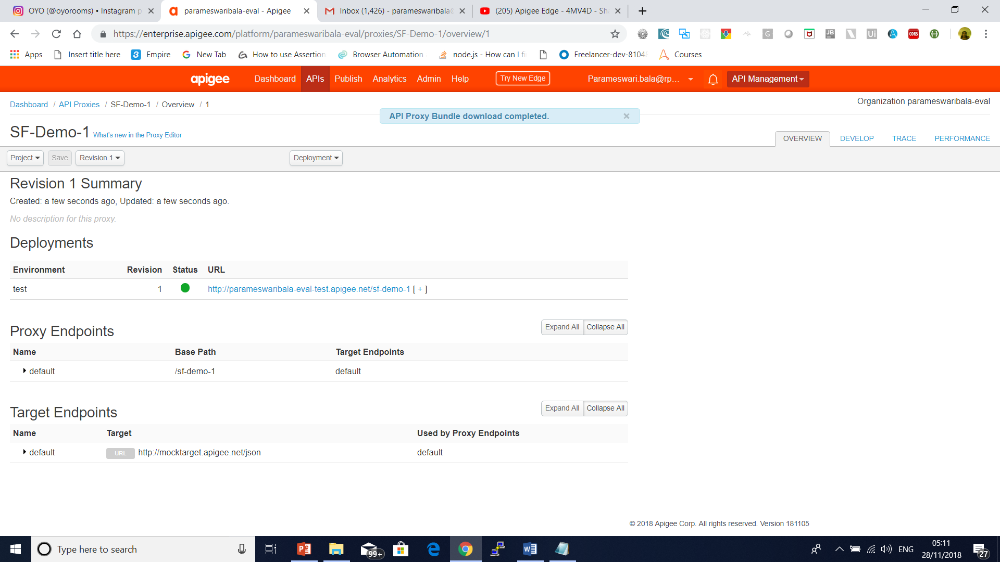 OYO (@oyorooms) • Instagram p
parameswaribala-eval - Apigee
Inbox (1,426) - parameswaribala@
(205) Apigee Edge - 4MV4D - Sha
https://enterprise.apigee.com/platform/parameswaribala-eval/proxies/SF-Demo-1/overview/1
Apps
Insert title here
Empire
New Tab
How to use Assertion
Browser Automation
node.js - How can I fi
Freelancer-dev-81048
Courses
apigee
Dashboard
APIs
Publish
Analytics
Admin
Help
Try New Edge
Parameswari.bala@rp...
API Management
Dashboard / API Proxies / SF-Demo-1 / Overview / 1
Organization parameswaribala-eval
API Proxy Bundle download completed.
SF-Demo-1 What's new in the Proxy Editor
OVERVIEW
DEVELOP
TRACE
PERFORMANCE
Project
Save
Revision 1
Deployment
Revision 1 Summary
Created: a few seconds ago, Updated: a few seconds ago.
No description for this proxy.
Deployments
Environment Revision Status URL
test 1 http://parameswaribala-eval-test.apigee.net/sf-demo-1 [ + ]
Proxy Endpoints
Expand All Collapse All
Name Base Path Target Endpoints
default /sf-demo-1 default
Target Endpoints
Expand All Collapse All
Name Target Used by Proxy Endpoints
default URL http://mocktarget.apigee.net/json default
© 2018 Apigee Corp. All rights reserved. Version 181105
Type here to search
99+
ENG
05:11
28/11/2018
27